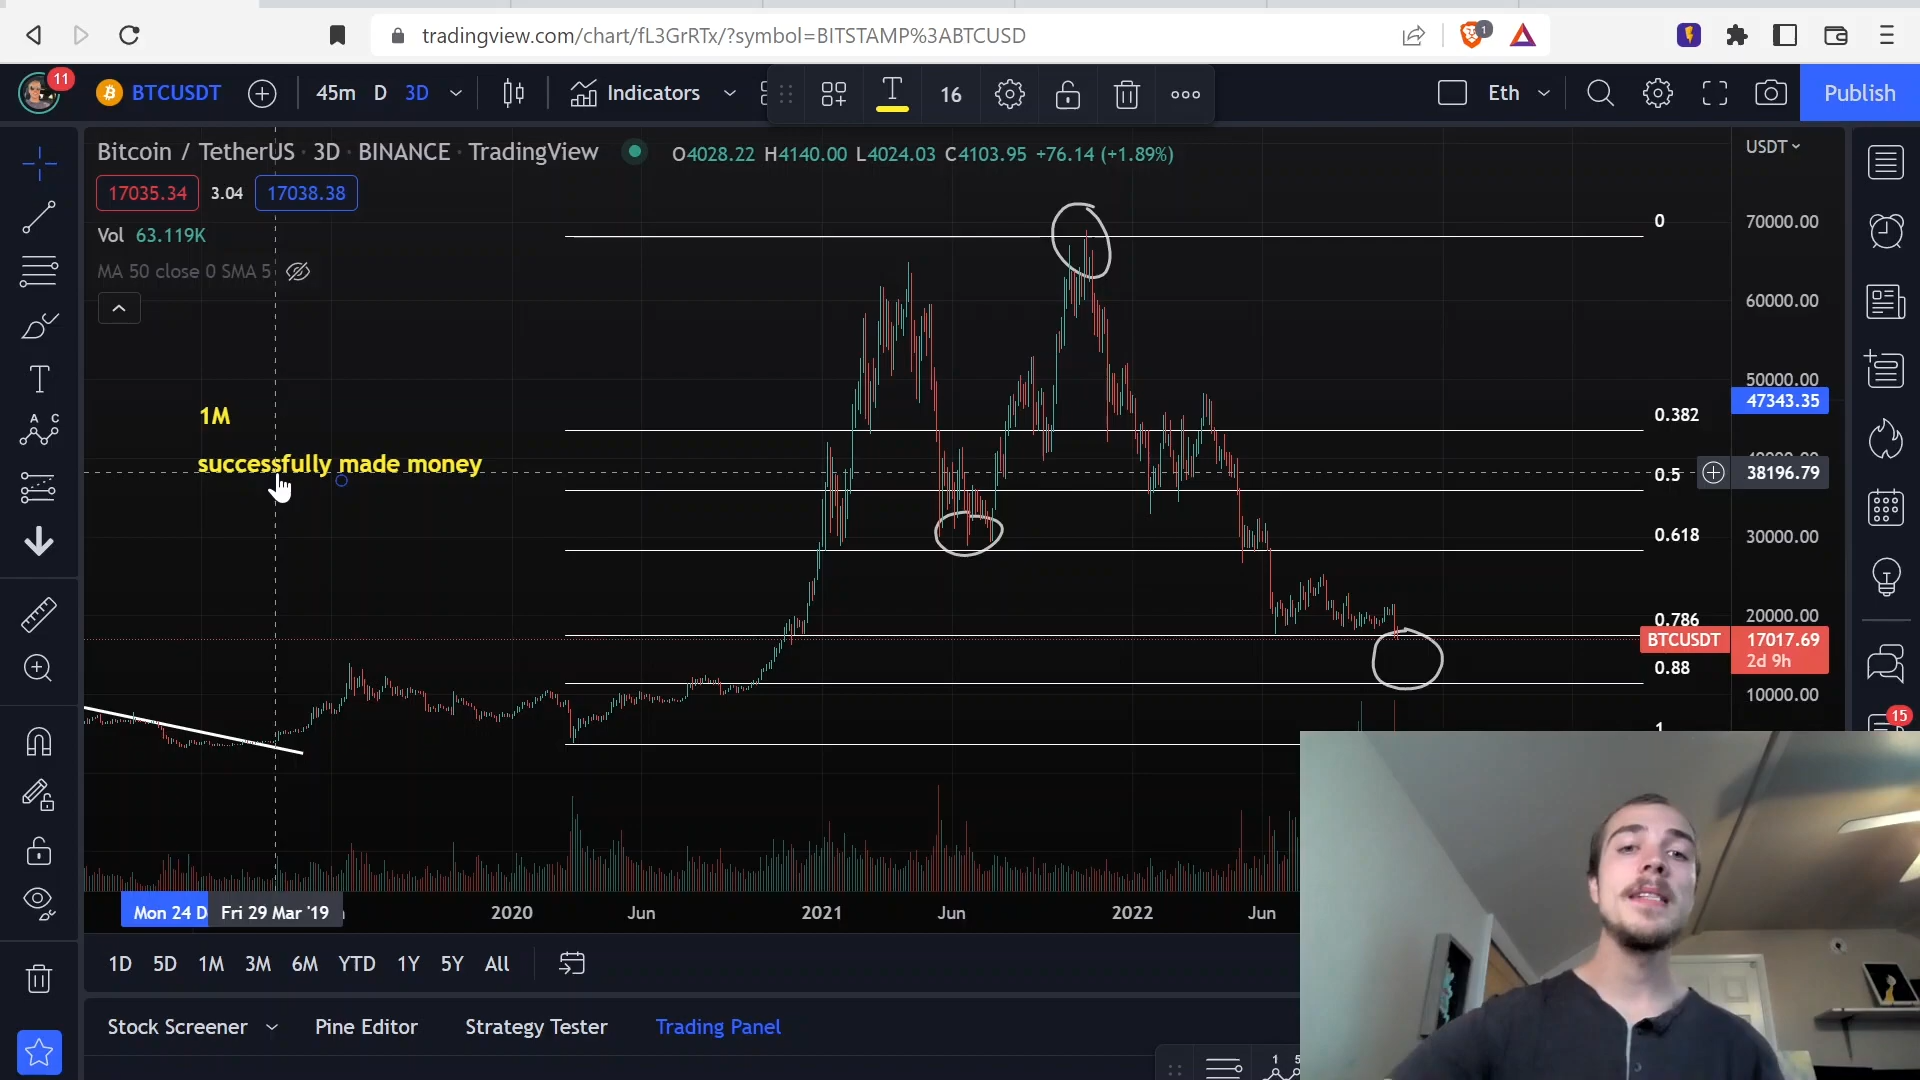 tradingview.com/chart/fL3GrRTx/?symbol=BITSTAMP%3ABTCUSD
1
11
BTCUSDT
45m D 3D
Indicators
T
16
Eth
Publish
Bitcoin / TetherUS · 3D · BINANCE · TradingView
O4028.22 H4140.00 L4024.03 C4103.95 +76.14 (+1.89%)
USDT
17035.34 3.04 17038.38
Vol 63.119K
MA 50 close 0 SMA 5
0
70000.00
60000.00
50000.00
47343.35
1M
0.382
successfully made money
0.5
38196.79
0.618
30000.00
0.786
20000.00
BTCUSDT
17017.69
2d 9h
0.88
10000.00
1
15
T
A C
Mon 24 D
Fri 29 Mar '19
2020
Jun
2021
Jun
2022
Jun
1D 5D 1M 3M 6M YTD 1Y 5Y All
Stock Screener
Pine Editor
Strategy Tester
Trading Panel
1 5